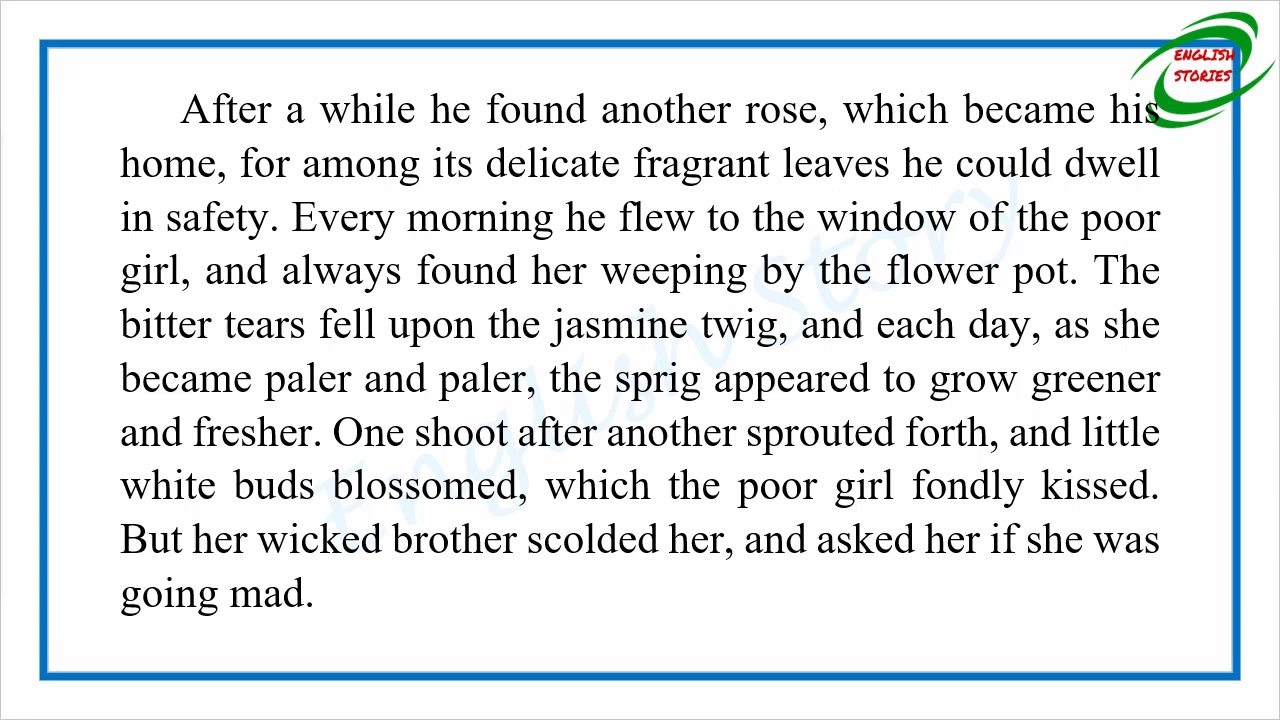 ENGLISH
STORIES
After a while he found another rose, which became his
home, for among its delicate fragrant leaves he could dwell
in safety. Every morning he flew to the window of the poor
girl, and always found her weeping by the flower pot. The
bitter tears fell upon the jasmine twig, and each day, as she
became paler and paler, the sprig appeared to grow greener
and fresher. One shoot after another sprouted forth, and little
white buds blossomed, which the poor girl fondly kissed.
But her wicked brother scolded her, and asked her if she was
going mad.
English Story